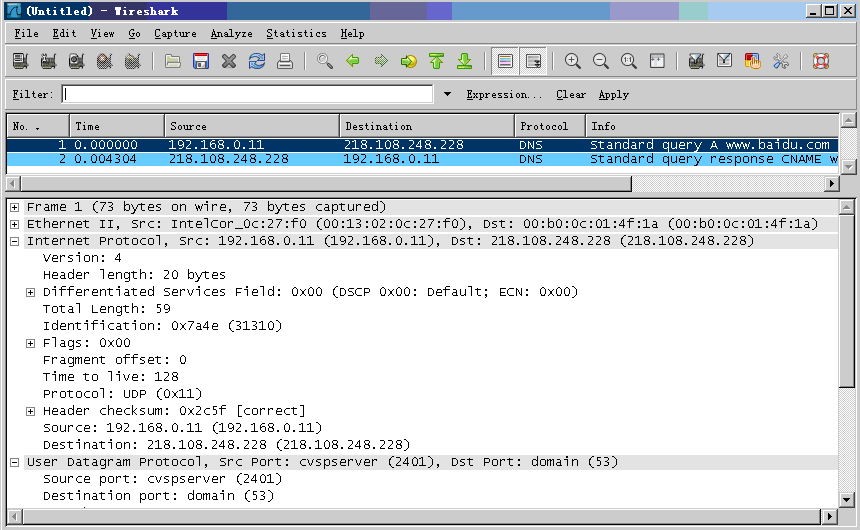 (Untitled) - Wireshark
File Edit View Go Capture Analyze Statistics Help
Filter: Expression... Clear Apply
No. . Time Source Destination Protocol Info
1 0.000000 192.168.0.11 218.108.248.228 DNS Standard query A www.baidu.com
2 0.004304 218.108.248.228 192.168.0.11 DNS Standard query response CNAME w
Frame 1 (73 bytes on wire, 73 bytes captured)
Ethernet II, Src: IntelCor_0c:27:f0 (00:13:02:0c:27:f0), Dst: 00:b0:0c:01:4f:1a (00:b0:0c:01:4f:1a)
Internet Protocol, Src: 192.168.0.11 (192.168.0.11), Dst: 218.108.248.228 (218.108.248.228)
Version: 4
Header length: 20 bytes
Differentiated Services Field: 0x00 (DSCP 0x00: Default; ECN: 0x00)
Total Length: 59
Identification: 0x7a4e (31310)
Flags: 0x00
Fragment offset: 0
Time to live: 128
Protocol: UDP (0x11)
Header checksum: 0x2c5f [correct]
Source: 192.168.0.11 (192.168.0.11)
Destination: 218.108.248.228 (218.108.248.228)
User Datagram Protocol, Src Port: cvspserver (2401), Dst Port: domain (53)
Source port: cvspserver (2401)
Destination port: domain (53)